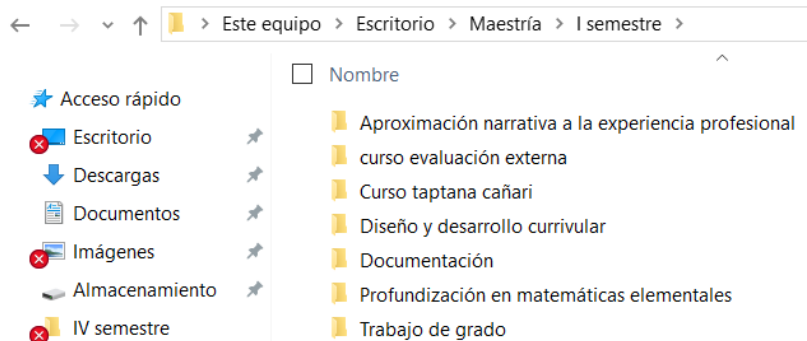 Este equipo > Escritorio > Maestría > I semestre >
Nombre
Acceso rápido
Escritorio
Descargas
Documentos
Imágenes
Almacenamiento
IV semestre
Aproximación narrativa a la experiencia profesional
curso evaluación externa
Curso taptana cañari
Diseño y desarrollo currivular
Documentación
Profundización en matemáticas elementales
Trabajo de grado